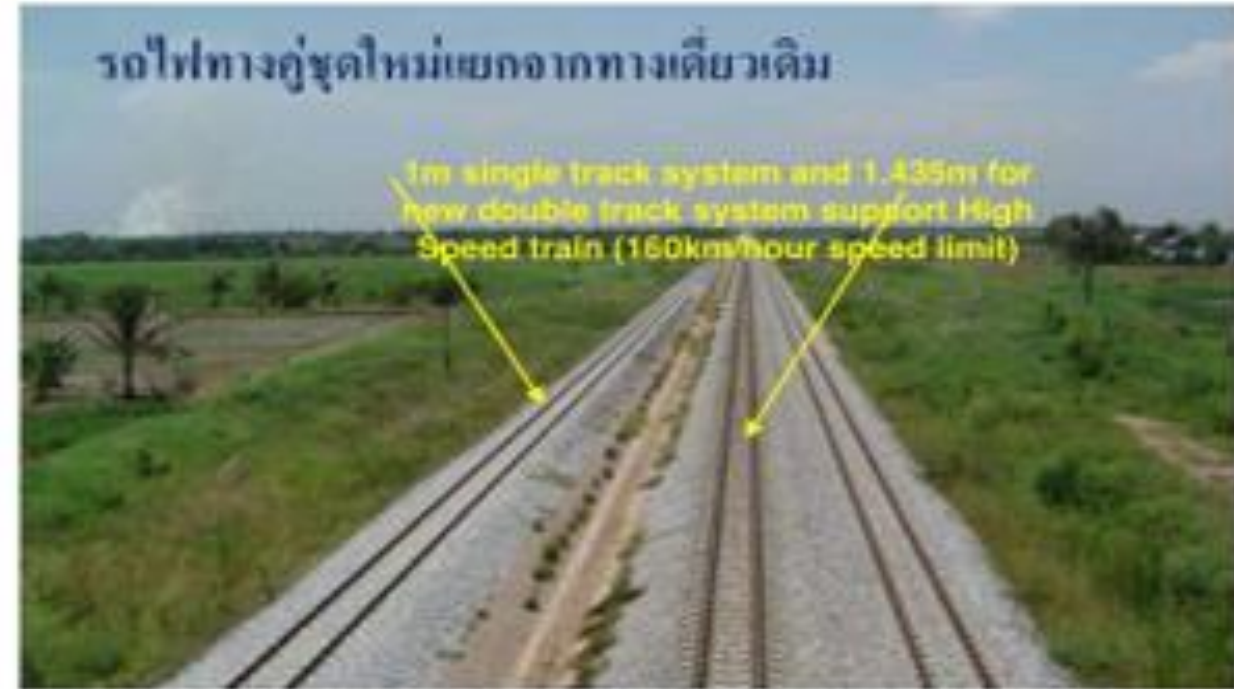 รถไฟทางคู่ชุดใหม่แยกจากทางเดี่ยวเดิม
1m single track system and 1.435m for
new double track system support High
Speed train (160km/hour speed limit)